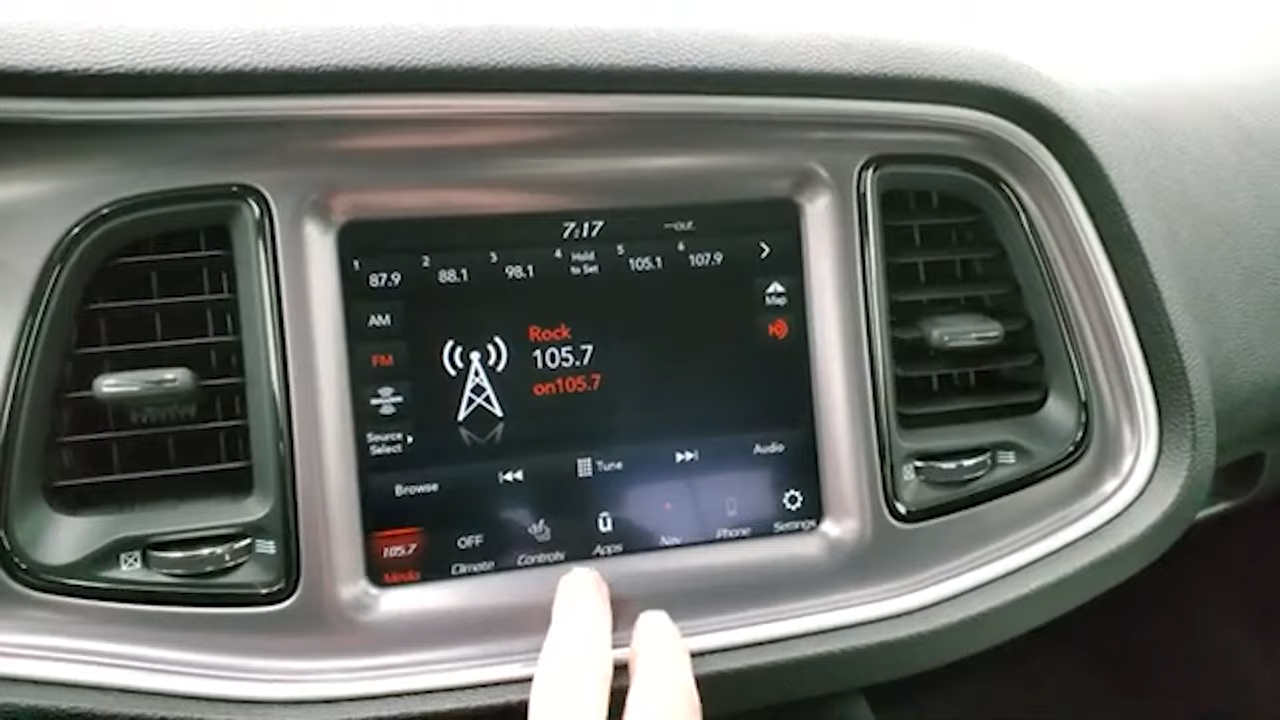 7:17 out.
1 87.9 2 88.1 3 98.1 4 Hold to Set 5 105.1 6 107.9
Map
AM
Rock
FM
105.7
on105.7
Source
Select
Browse Tune Audio
105.7 OFF û
Media Climate Controls Apps Nav Phone Settings